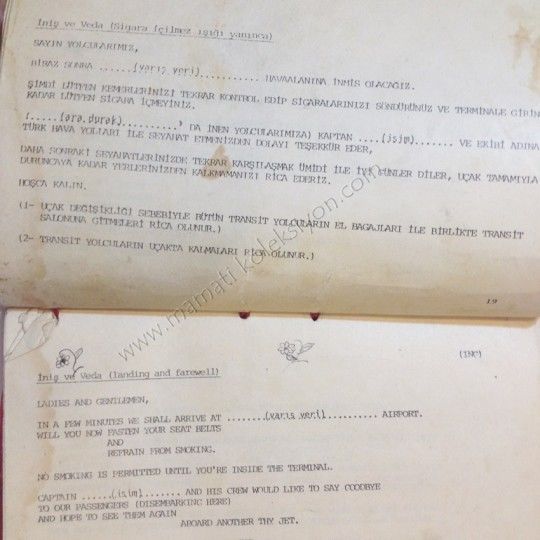 İniş ve Veda (Sigara içilmez ışığı yanınca)
SAYIN YOLCULARIMIZ,
BİRAZ SONRA ......(varış yeri)........... HAVAALANINA İNMİŞ OLACAĞIZ.
ŞİMDİ LÜTFEN KEMERLERİNİZİ TEKRAR KONTROL EDİP SİGARALARINIZI SÖNDÜRÜNÜZ VE TERMİNALE GİRİN
KADAR LÜTFEN SİGARA İÇMEYİNİZ.
(.....(ara durak)..........' DA İNEN YOLCULARIMIZA) KAPTAN ....(isim)....... VE EKİBİ ADINA
TÜRK HAVA YOLLARI İLE SEYAHAT ETMENİZDEN DOLAYI TEŞEKKÜR EDER,
DAHA SONRAKİ SEYAHATLERİNİZDE TEKRAR KARŞILAŞMAK ÜMİDİ İLE İYİ GÜNLER DİLER, UÇAK TAMAMIYLA
DURUNCAYA KADAR YERLERİNİZDEN KALKMAMANIZI RİCA EDERİZ.
HOŞCA KALIN.
(1- UÇAK DEĞİŞİKLİĞİ SEBEBİYLE BÜTÜN TRANSİT YOLCULARIN EL BAGAJLARI İLE BİRLİKTE TRANSİT
SALONUNA GİTMELERİ RİCA OLUNUR.)
(2- TRANSİT YOLCULARIN UÇAKTA KALMALARI RİCA OLUNUR.)
19
www.mamatikoleksiyon.com
(INC)
İniş ve Veda (landing and farewell)
LADIES AND GENTLEMEN,
IN A FEW MINUTES WE SHALL ARRIVE AT ........(varış yeri).......... AIRPORT.
WILL YOU NOW FASTEN YOUR SEAT BELTS
AND
REFRAIN FROM SMOKING.
NO SMOKING IS PERMITTED UNTIL YOU'RE INSIDE THE TERMINAL.
CAPTAIN ......(isim)....... AND HIS CREW WOULD LIKE TO SAY GOODBYE
TO OUR PASSENGERS (DISEMBARKING HERE)
AND HOPE TO SEE THEM AGAIN
ABOARD ANOTHER THY JET.